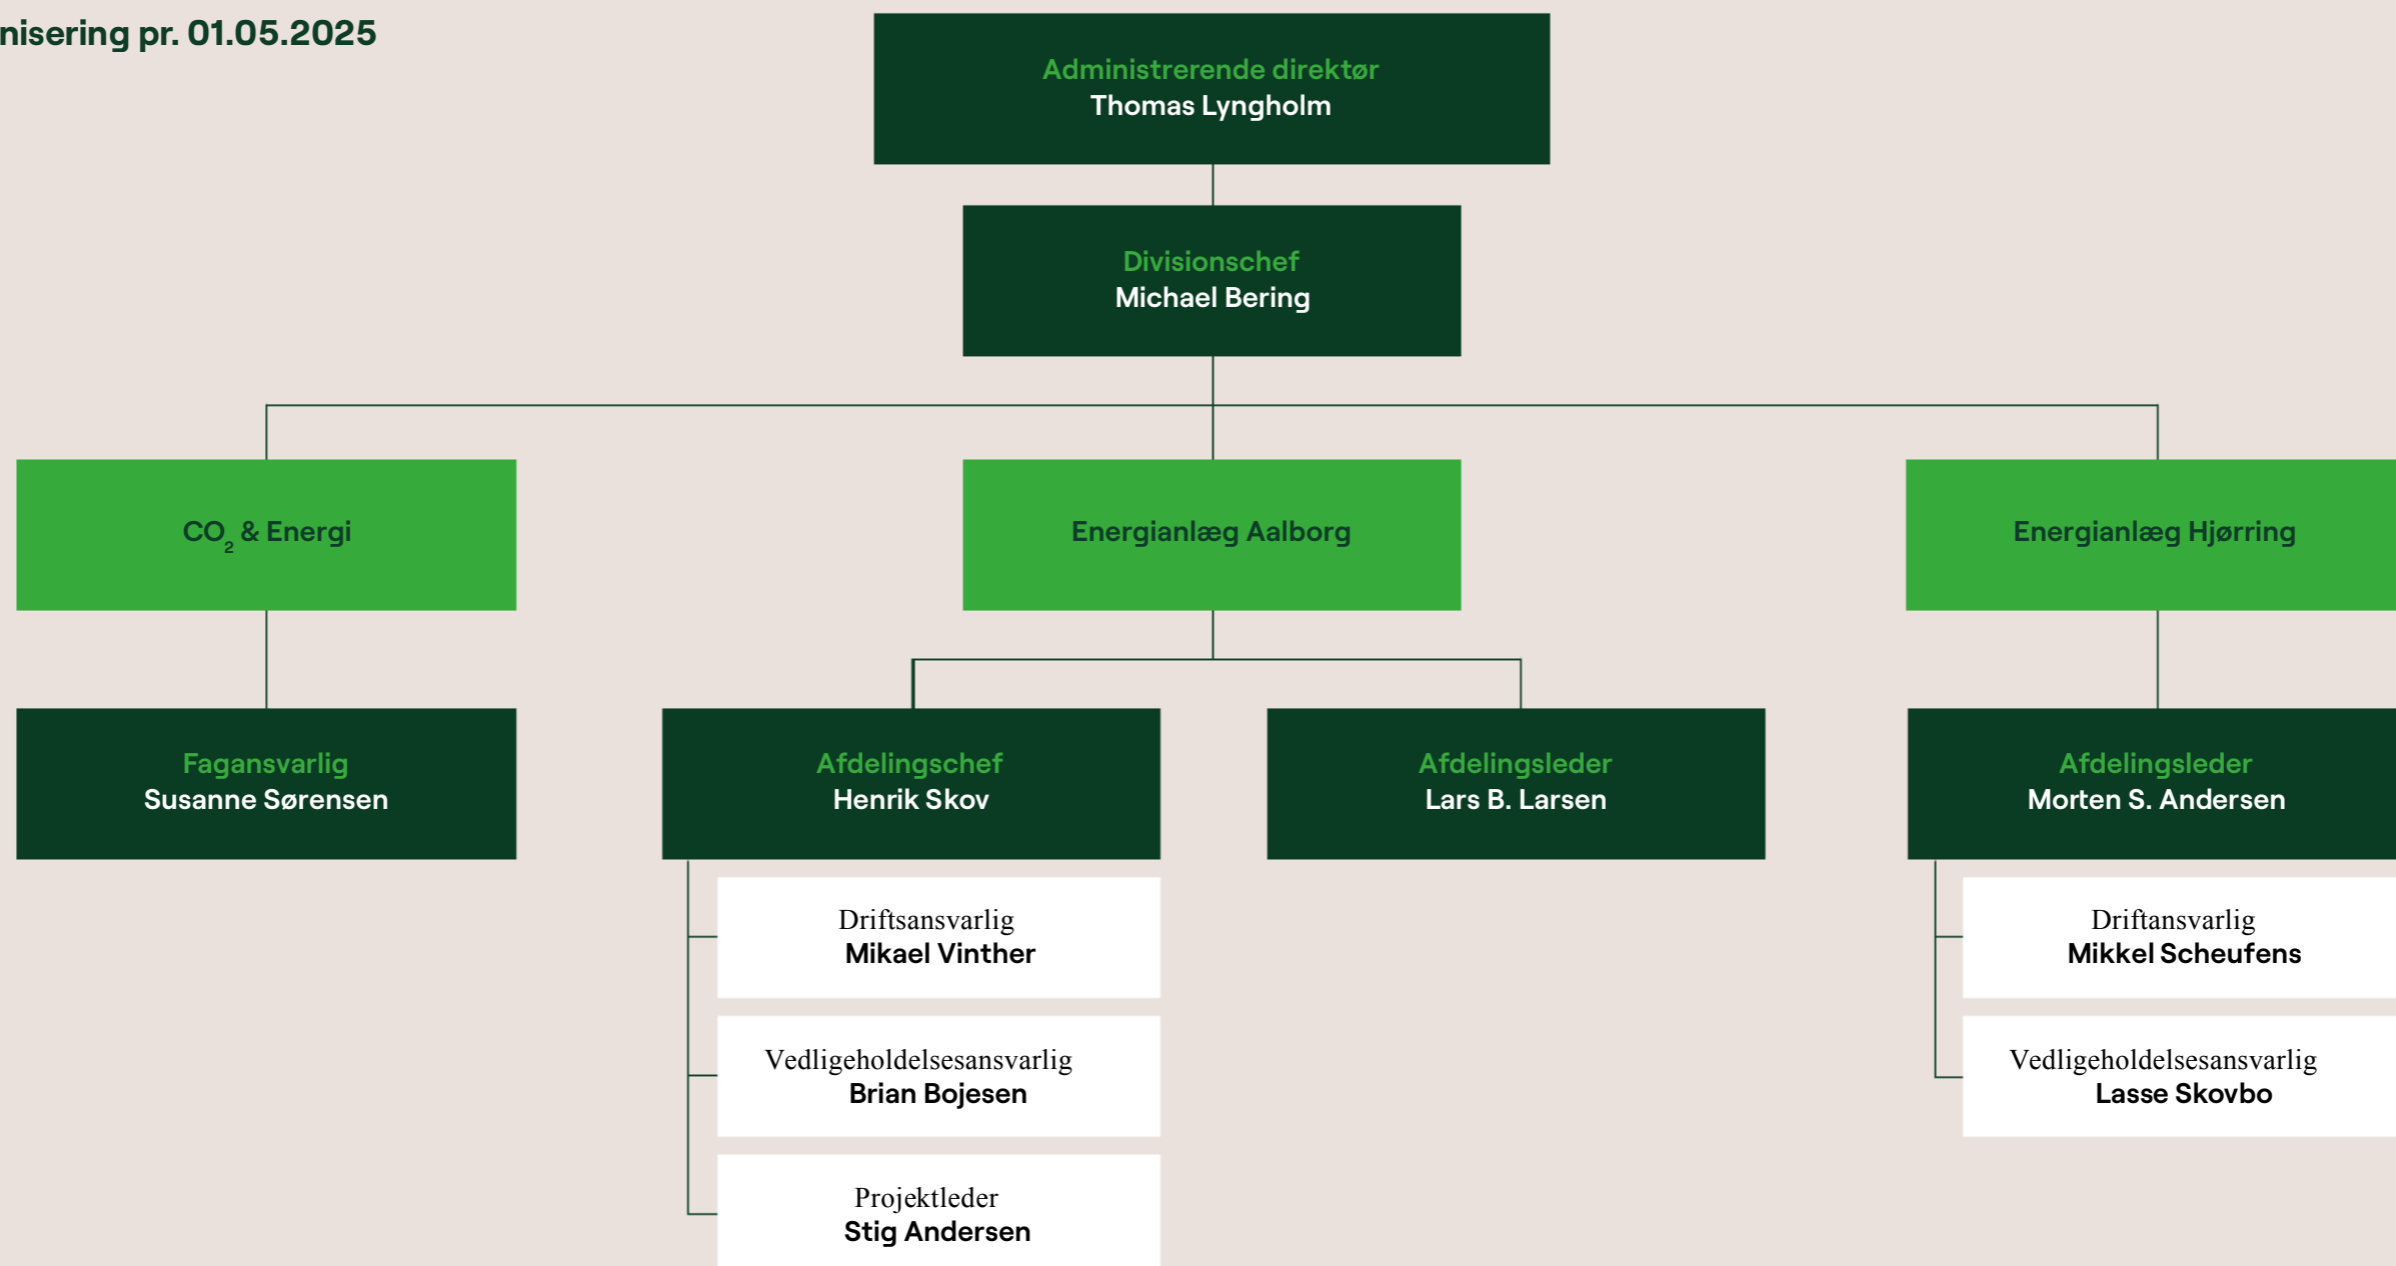 nisering pr. 01.05.2025
Administrerende direktør
Thomas Lyngholm
Divisionschef
Michael Bering
CO₂ & Energi
Energianlæg Aalborg
Energianlæg Hjørring
Fagansvarlig
Susanne Sørensen
Afdelingschef
Henrik Skov
Afdelingsleder
Lars B. Larsen
Afdelingsleder
Morten S. Andersen
Driftsansvarlig
Mikael Vinther
Vedligeholdelsesansvarlig
Brian Bojesen
Projektleder
Stig Andersen
Driftansvarlig
Mikkel Scheufens
Vedligeholdelsesansvarlig
Lasse Skovbo